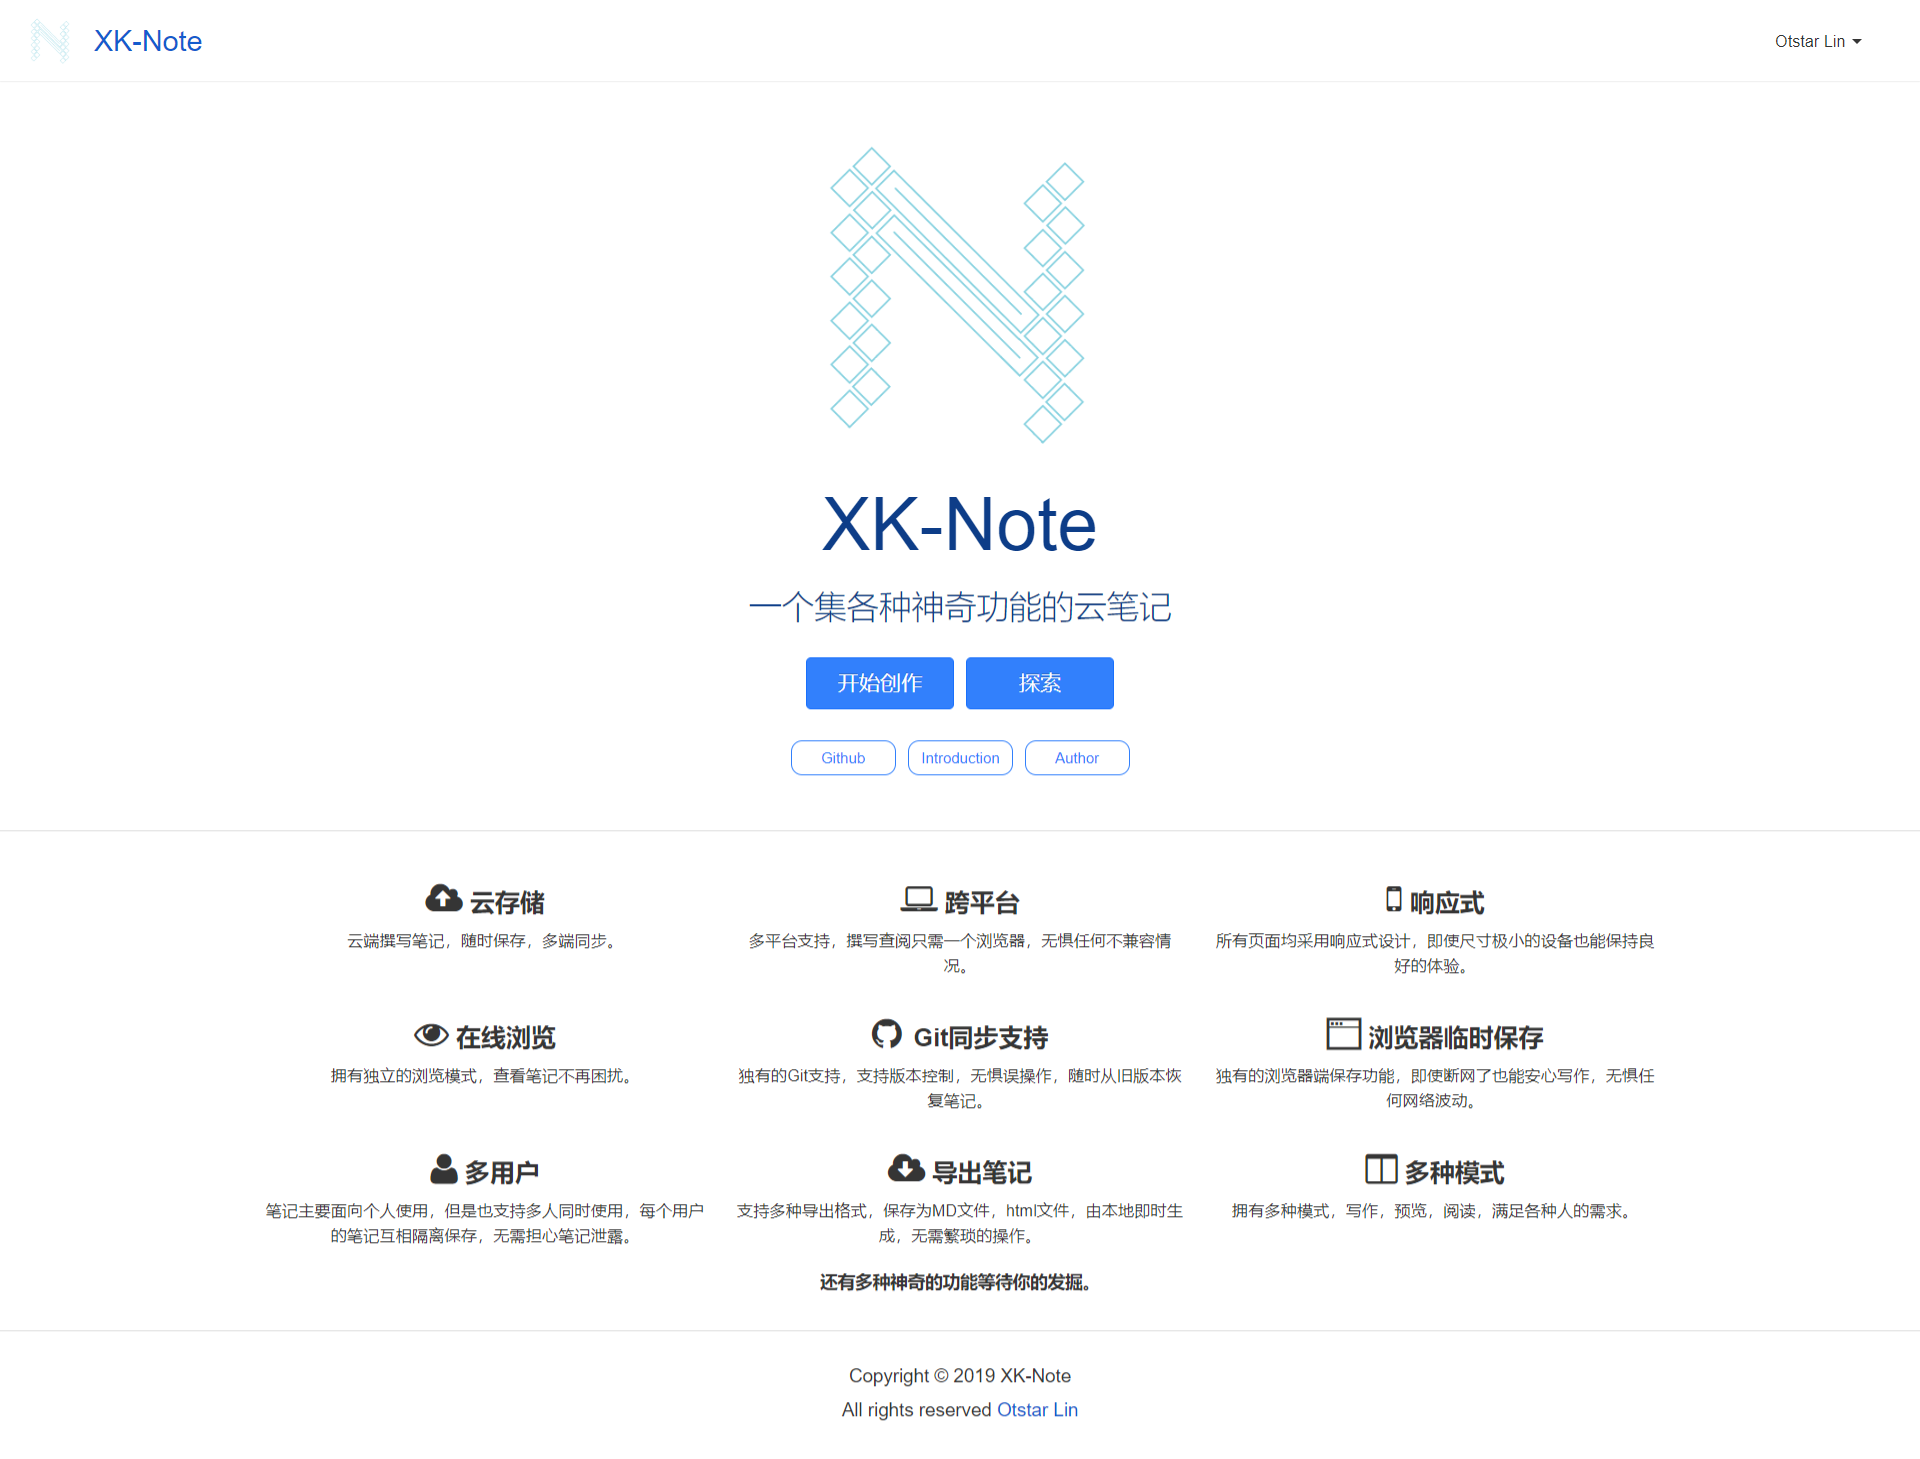 XK-Note
Otstar Lin
XK-Note
一个集各种神奇功能的云笔记
开始创作
探索
Github
Introduction
Author
云存储
云端撰写笔记，随时保存，多端同步。
跨平台
多平台支持，撰写查阅只需一个浏览器，无惧任何不兼容情
况。
响应式
所有页面均采用响应式设计，即使尺寸极小的设备也能保持良
好的体验。
在线浏览
拥有独立的浏览模式，查看笔记不再困扰。
Git同步支持
独有的Git支持，支持版本控制，无惧误操作，随时从旧版本恢
复笔记。
浏览器临时保存
独有的浏览器端保存功能，即使断网了也能安心写作，无惧任
何网络波动。
多用户
笔记主要面向个人使用，但是也支持多人同时使用，每个用户
的笔记互相隔离保存，无需担心笔记泄露。
导出笔记
支持多种导出格式，保存为MD文件，html文件，由本地即时生
成，无需繁琐的操作。
多种模式
拥有多种模式，写作，预览，阅读，满足各种人的需求。
还有多种神奇的功能等待你的发掘。
Copyright © 2019 XK-Note
All rights reserved Otstar Lin